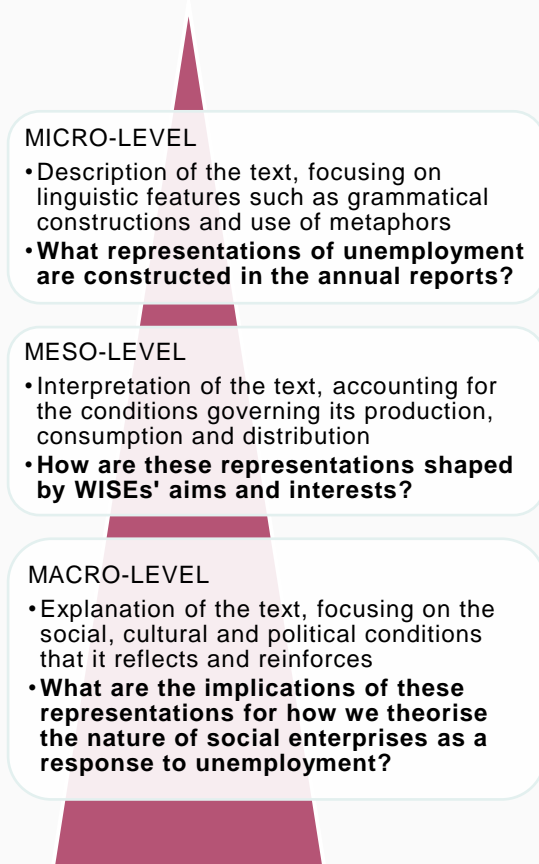 MICRO-LEVEL
•Description of the text, focusing on
linguistic features such as grammatical
constructions and use of metaphors
•What representations of unemployment
are constructed in the annual reports?
MESO-LEVEL
•Interpretation of the text, accounting for
the conditions governing its production,
consumption and distribution
•How are these representations shaped
by WISEs' aims and interests?
MACRO-LEVEL
•Explanation of the text, focusing on the
social, cultural and political conditions
that it reflects and reinforces
•What are the implications of these
representations for how we theorise
the nature of social enterprises as a
response to unemployment?